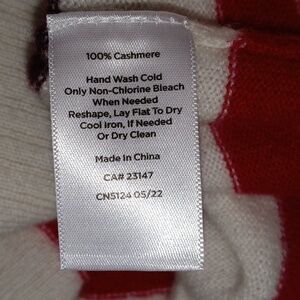 100% Cashmere
Hand Wash Cold
Only Non-Chlorine Bleach
When Needed
Reshape, Lay Flat To Dry
Cool Iron, If Needed
Or Dry Clean
Made in China
CA# 23147
CN5124 05/22